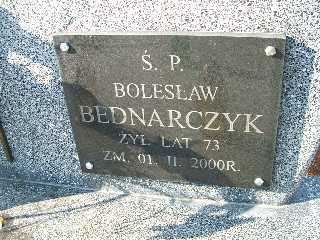 Ś. P.
BOLESŁAW
BEDNARCZYK
ŻYŁ LAT 73
ZM. 01. II. 2000R.